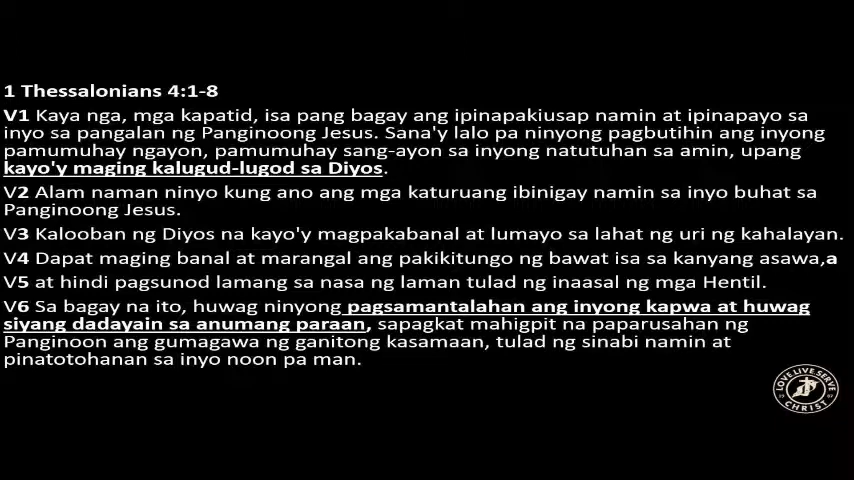 1 Thessalonians 4:1-8
V1 Kaya nga, mga kapatid, isa pang bagay ang ipinapakiusap namin at ipinapayo sa
inyo sa pangalan ng Panginoong Jesus. Sana'y lalo pa ninyong pagbutihin ang inyong
pamumuhay ngayon, pamumuhay sang-ayon sa inyong natutuhan sa amin, upang
kayo'y maging kalugud-lugod sa Diyos.
V2 Alam naman ninyo kung ano ang mga katuruang ibinigay namin sa inyo buhat sa
Panginoong Jesus.
V3 Kalooban ng Diyos na kayo'y magpakabanal at lumayo sa lahat ng uri ng kahalayan.
V4 Dapat maging banal at marangal ang pakikitungo ng bawat isa sa kanyang asawa,a
V5 at hindi pagsunod lamang sa nasa ng laman tulad ng inaasal ng mga Hentil.
V6 Sa bagay na ito, huwag ninyong pagsamantalahan ang inyong kapwa at huwag
siyang dadayain sa anumang paraan, sapagkat mahigpit na paparusahan ng
Panginoon ang gumagawa ng ganitong kasamaan, tulad ng sinabi namin at
pinatotohanan sa inyo noon pa man.
LOVE LIVE SERVE
CHRIST